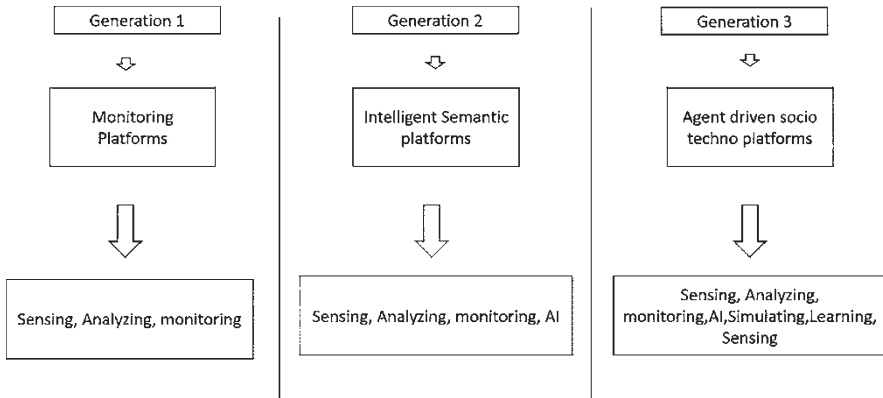 Generation 1
Monitoring
Platforms
Sensing, Analyzing, monitoring
Generation 2
Intelligent Semantic
platforms
Sensing, Analyzing, monitoring, AI
Generation 3
Agent driven socio
techno platforms
Sensing, Analyzing,
monitoring,AI,Simulating,Learning,
Sensing